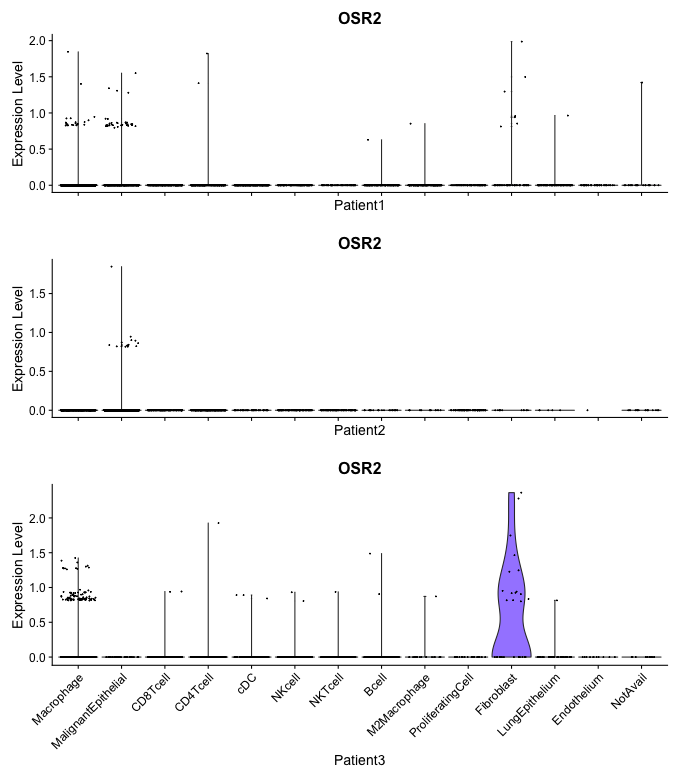 OSR2
Expression Level
2.0
1.5
1.0
0.5
0.0
Patient1
OSR2
Expression Level
1.5
1.0
0.5
0.0
Patient2
OSR2
Expression Level
2.0
1.5
1.0
0.5
0.0
Macrophage
MalignantEpithelial
CD8Tcell
CD4Tcell
cDC
NKcell
NKTcell
Bcell
M2Macrophage
ProliferatingCell
Fibroblast
LungEpithelium
Endothelium
NotAvail
Patient3